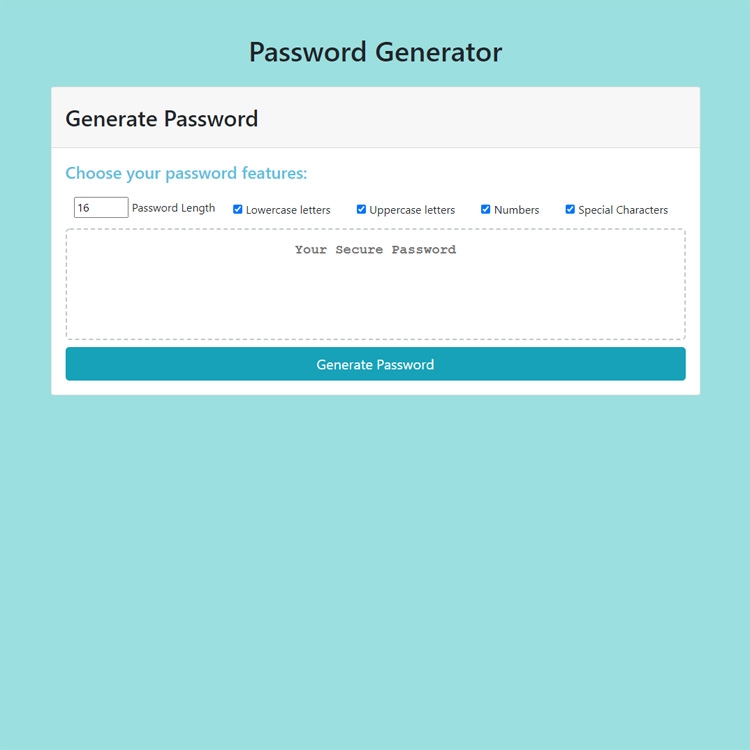 Password Generator
Generate Password
Choose your password features:
16 Password Length Lowercase letters Uppercase letters Numbers Special Characters
Your Secure Password
Generate Password